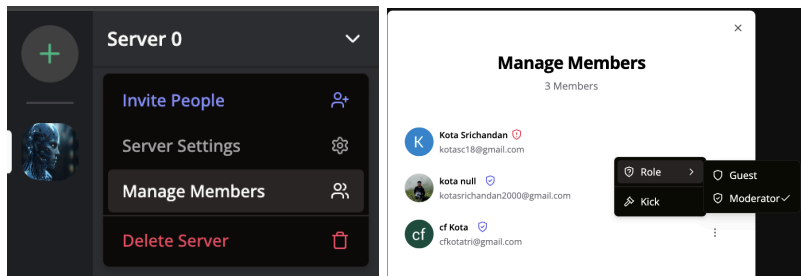 Server 0
Invite People
Server Settings
Manage Members
Delete Server
Manage Members
3 Members
K
Kota Srichandan
kotasc18@gmail.com
kota null
kotasrichandan2000@gmail.com
cf
cf Kota
cfkotatri@gmail.com
Role
Kick
Guest
Moderator